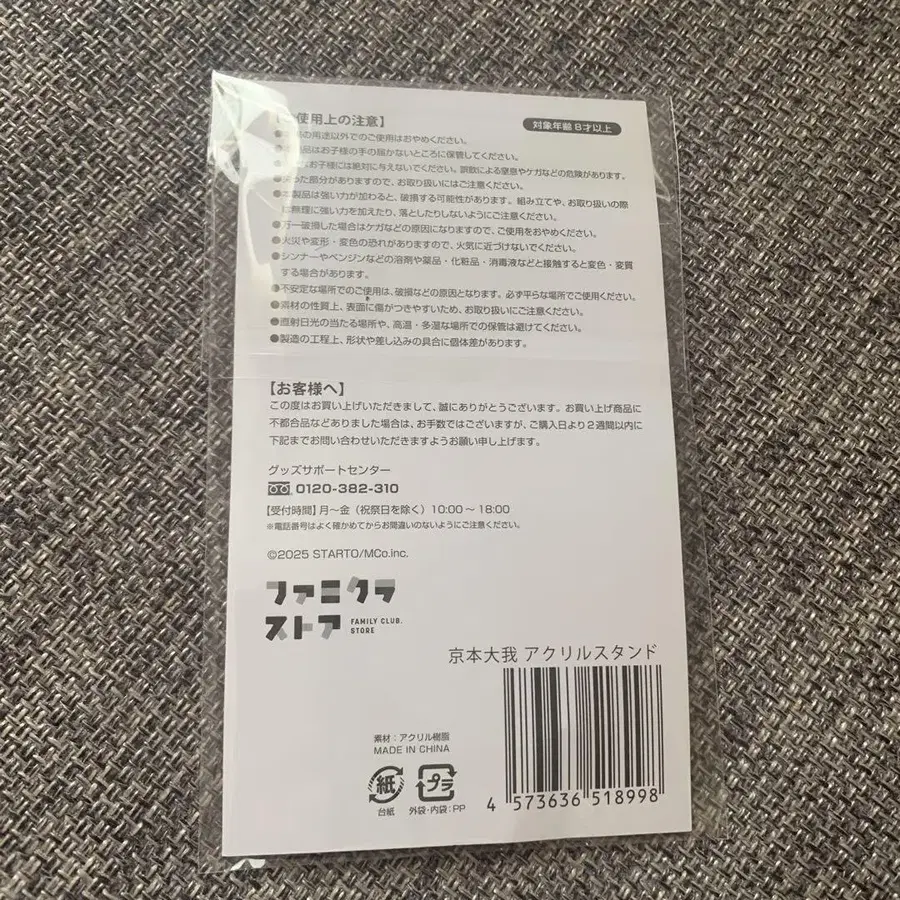 使用上の注意】
対象年齢 8才以上
の用途以外でのご使用はおやめください。
品はお子様の手の届かないところに保管してください。
お子様には絶対に与えないでください。誤飲による窒息やケガなどの危険があります。
った部分がありますので、お取り扱いにはご注意ください。
本製品は強い力が加わると、破損する可能性があります。組み立てや、お取り扱いの際
は無理に強い力を加えたり、落としたりしないようにご注意ください。
●万一破損した場合はケガなどの原因になりますので、ご使用をおやめください。
●火災や変形・変色の恐れがありますので、火気に近づけないでください。
●シンナーやベンジンなどの溶剤や薬品・化粧品・消毒液などと接触すると変色・変質
する場合があります。
●不安定な場所でのご使用は、破損などの原因となります。必ず平らな場所でご使用ください。
●素材の性質上、表面に傷がつきやすいため、お取り扱いにご注意ください。
●直射日光の当たる場所や、高温・多湿な場所での保管は避けてください。
●製造の工程上、形状や差し込みの具合に個体差があります。
【お客様へ】
この度はお買い上げいただきまして、誠にありがとうございます。お買い上げ商品に
不都合品などありました場合は、お手数ではございますが、ご購入日より2週間以内に
下記までお問い合わせいただきますようお願い申し上げます。
グッズサポートセンター
0120-382-310
【受付時間】月〜金（祝祭日を除く）10:00〜18:00
※電話番号はよく確かめてからお間違いのないようにご注意ください。
©2025 STARTO/MCo.inc.
ファミクラ
ストア
FAMILY CLUB.
STORE
京本大我 アクリルスタンド
素材：アクリル樹脂
MADE IN CHINA
紙
プラ
台紙
外袋・内袋：PP
4 573636 518998